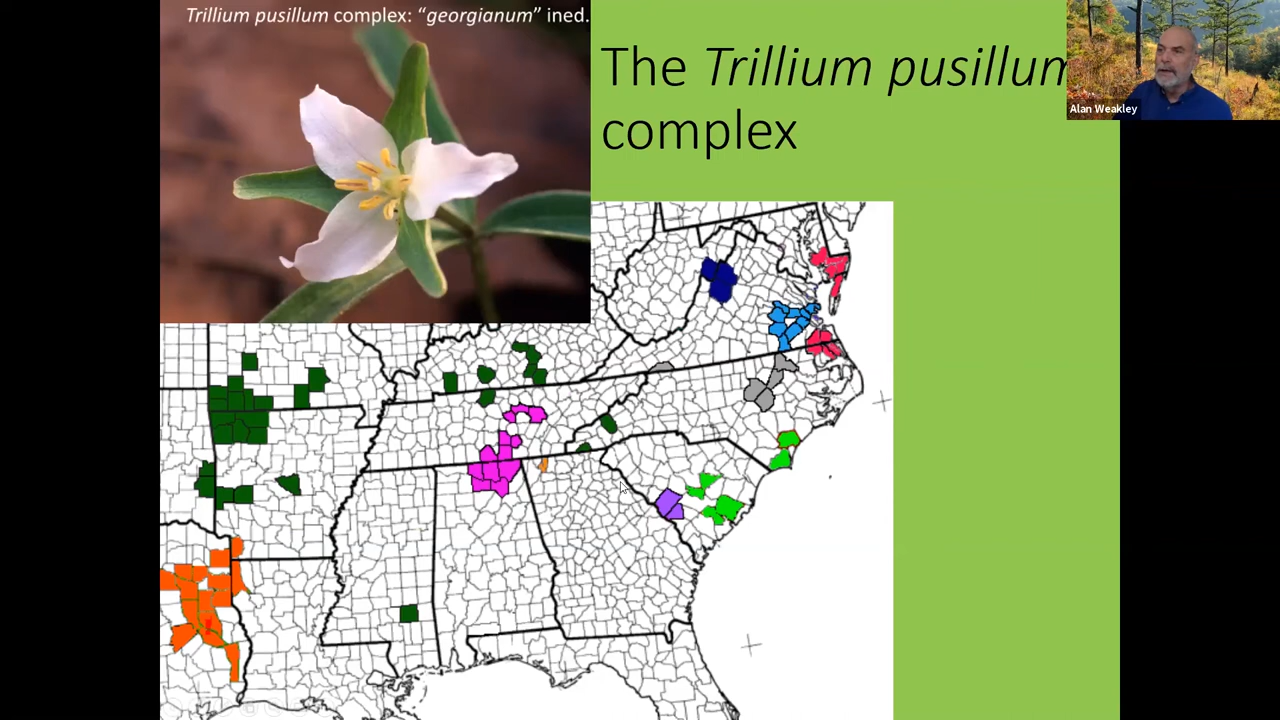 Trillium pusillum complex: “georgianum” ined.
The Trillium pusillum
complex
Alan Weakley